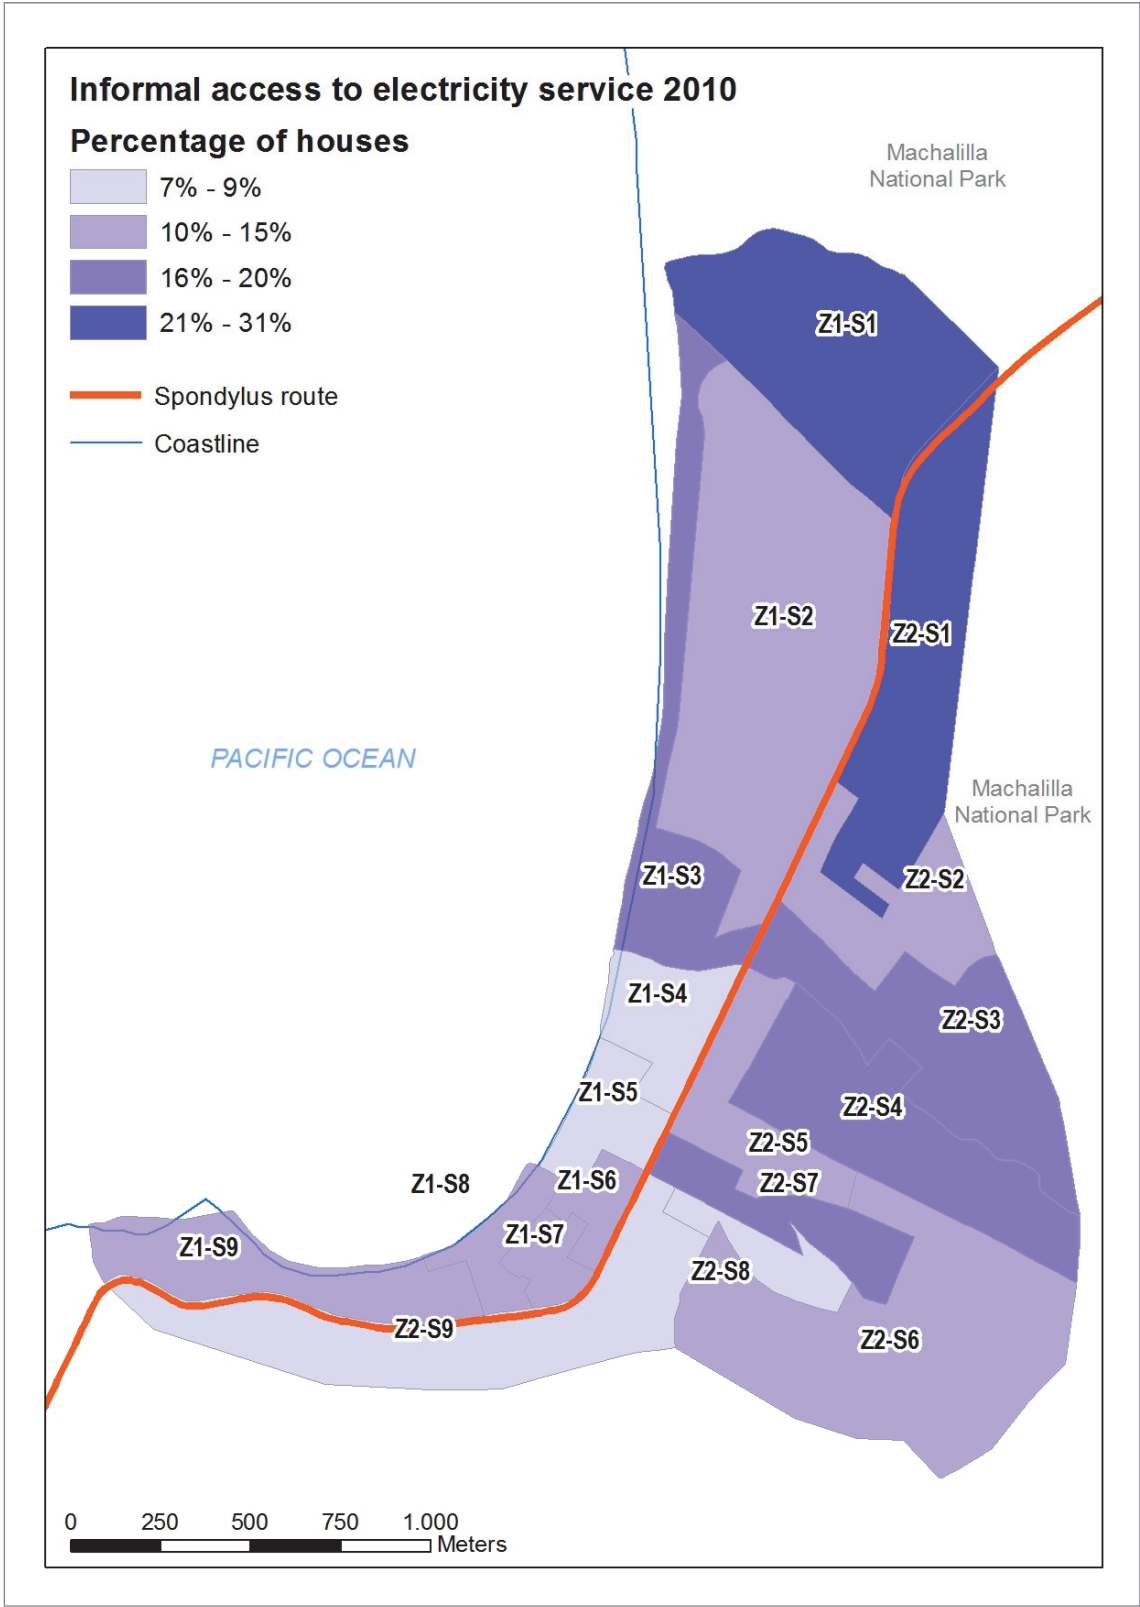 Informal access to electricity service 2010
Percentage of houses
7% - 9%
10% - 15%
16% - 20%
21% - 31%
Spondylus route
Coastline
Machalilla
National Park
Z1-S1
Z1-S2
Z2-S1
PACIFIC OCEAN
Machalilla
National Park
Z1-S3
Z2-S2
Z1-S4
Z2-S3
Z1-S5
Z2-S4
Z2-S5
Z1-S8
Z1-S6
Z2-S7
Z1-S9
Z1-S7
Z2-S8
Z2-S9
Z2-S6
0 250 500 750 1.000
Meters